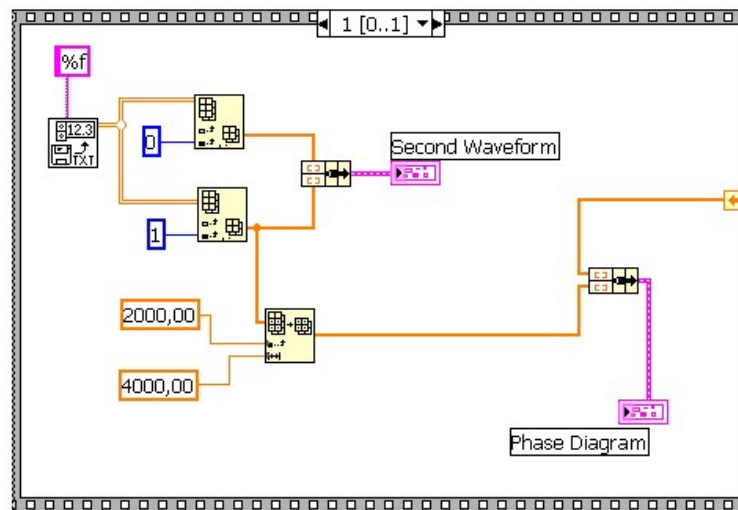 1 [0..1]
%f
12.3
TXT
0
Second Waveform
1
2000,00
4000,00
Phase Diagram